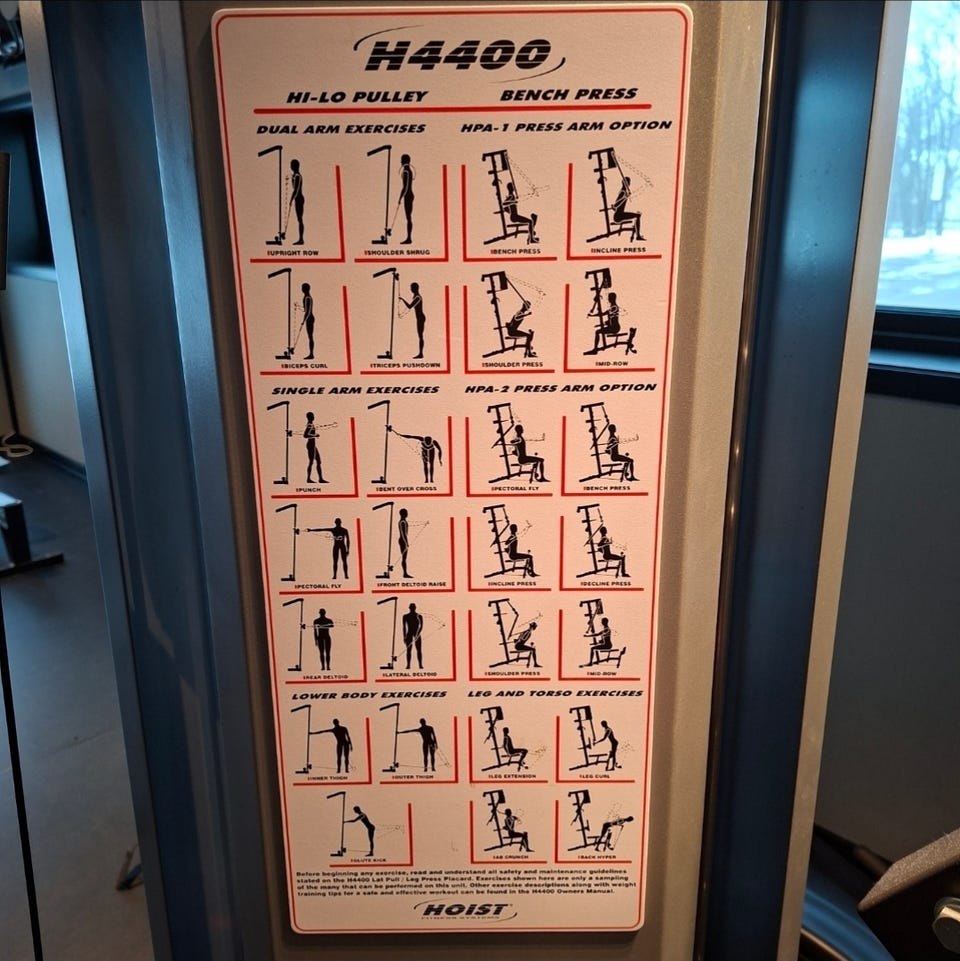 H4400
HI-LO PULLEY BENCH PRESS
DUAL ARM EXERCISES HPA-1 PRESS ARM OPTION
UPRIGHT ROW SHOULDER SHRUG BENCH PRESS INCLINE PRESS
BICEPS CURL TRICEPS PUSHDOWN SHOULDER PRESS MID-ROW
SINGLE ARM EXERCISES HPA-2 PRESS ARM OPTION
PUNCH BENT OVER CROSS PECTORAL FLY BENCH PRESS
PECTORAL FLY FRONT DELTOID RAISE INCLINE PRESS DECLINE PRESS
REAR DELTOID LATERAL DELTOID SHOULDER PRESS MID-ROW
LOWER BODY EXERCISES LEG AND TORSO EXERCISES
INNER THIGH OUTER THIGH LEG EXTENSION LEG CURL
GLUTE KICK AB CRUNCH BACK HYPER
Before beginning any exercise, read and understand all safety and maintenance guidelines
stated on the H4400 Lat Pull / Leg Press Placard. Exercises shown here are only a sampling
of the many that can be performed on this unit. Other exercise descriptions along with weight
training tips for a safe and effective workout can be found in the H4400 Owners Manual.
HOIST
FITNESS SYSTEMS